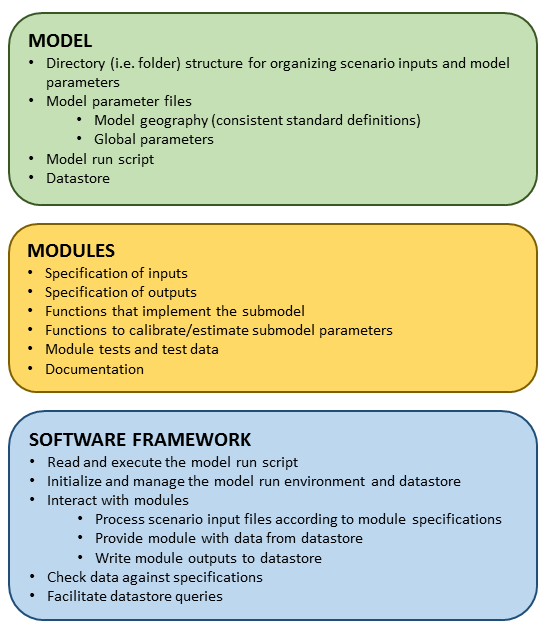 MODEL
• Directory (i.e. folder) structure for organizing scenario inputs and model
parameters
• Model parameter files
• Model geography (consistent standard definitions)
• Global parameters
• Model run script
• Datastore
MODULES
• Specification of inputs
• Specification of outputs
• Functions that implement the submodel
• Functions to calibrate/estimate submodel parameters
• Module tests and test data
• Documentation
SOFTWARE FRAMEWORK
• Read and execute the model run script
• Initialize and manage the model run environment and datastore
• Interact with modules
• Process scenario input files according to module specifications
• Provide module with data from datastore
• Write module outputs to datastore
• Check data against specifications
• Facilitate datastore queries